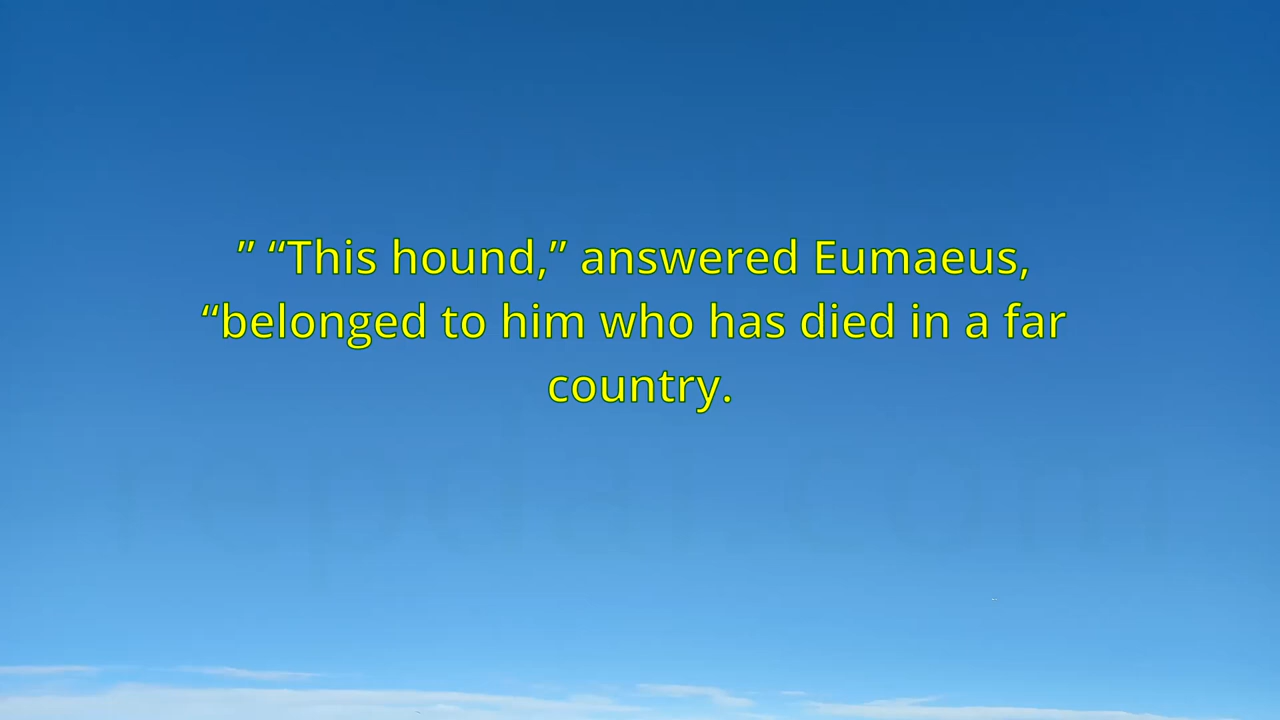 ” “This hound,” answered Eumaeus,
“belonged to him who has died in a far
country.